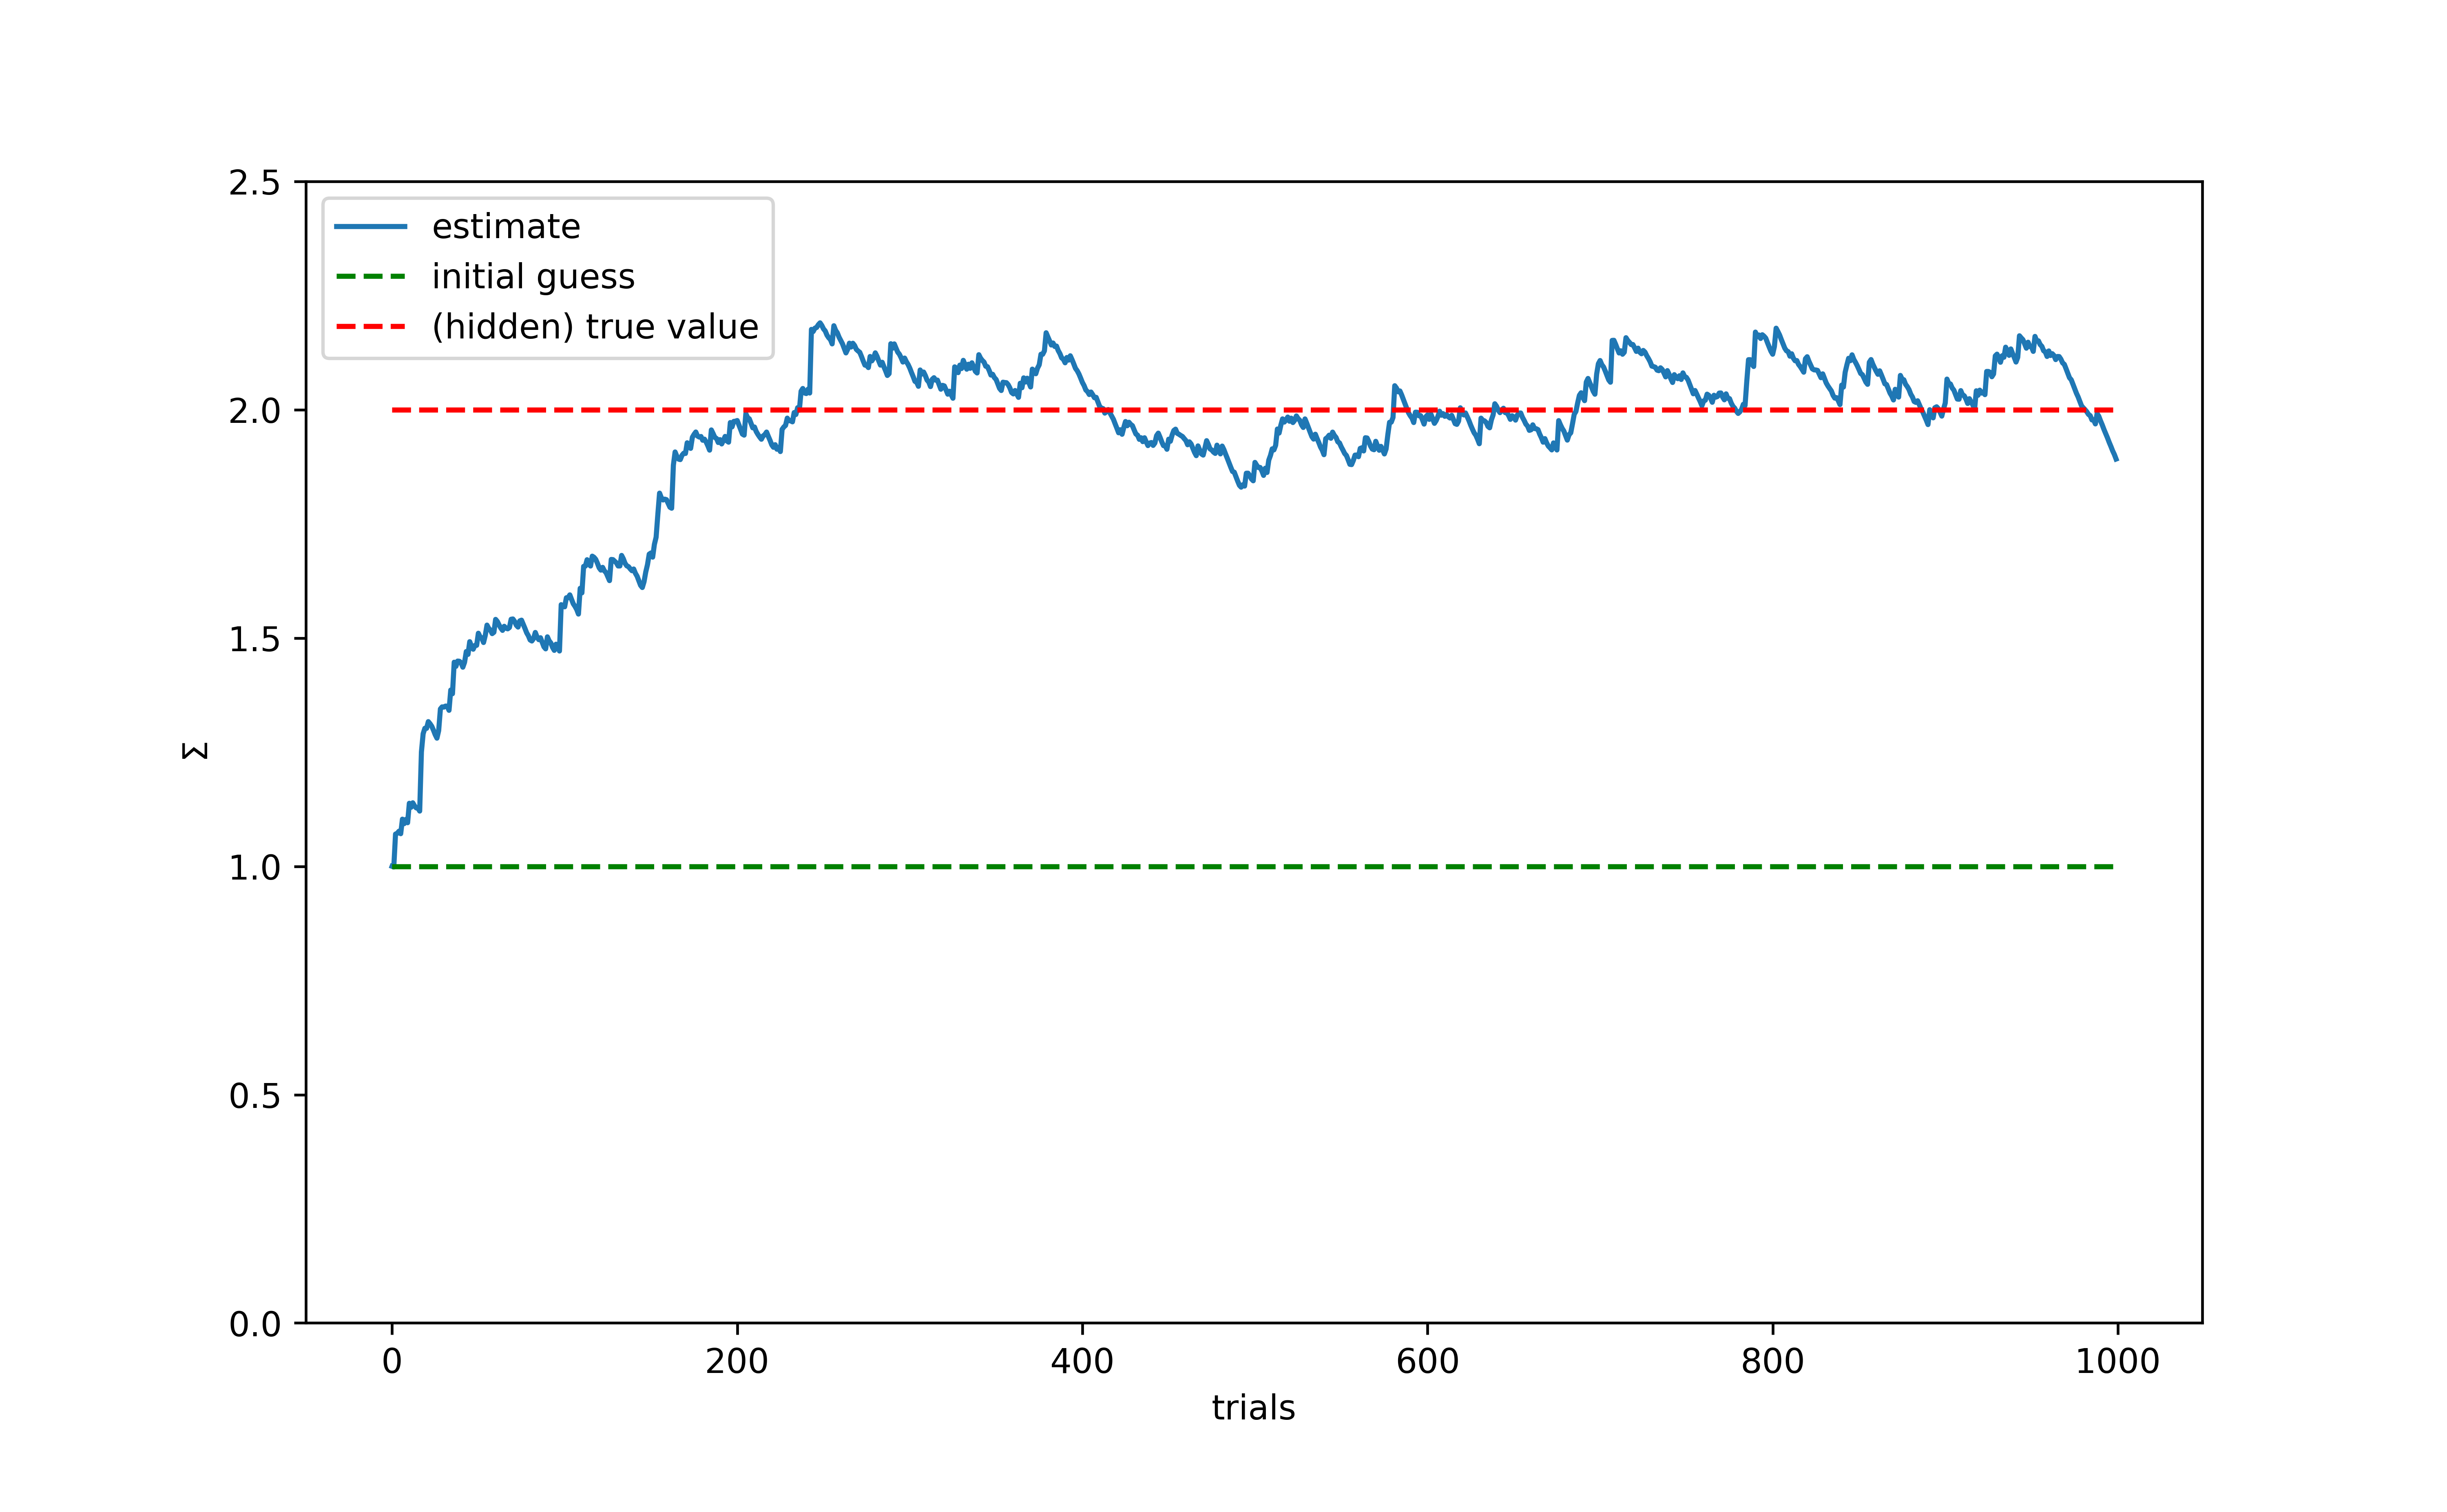 estimate
initial guess
(hidden) true value
2.5
2.0
1.5
1.0
0.5
0.0
Σ
0 200 400 600 800 1000
trials